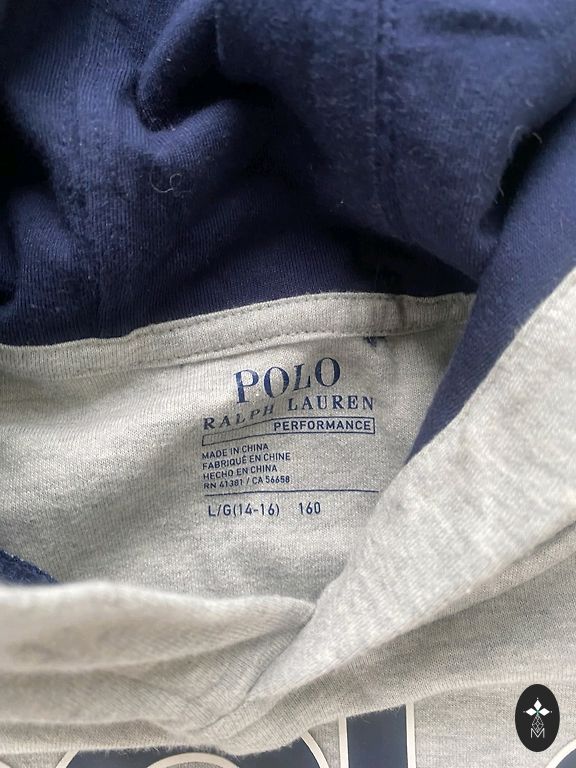 POLO
RALPH LAUREN
PERFORMANCE
MADE IN CHINA
FABRIQUÉ EN CHINE
HECHO EN CHINA
RN 41381 / CA 56658
L/G(14-16) 160
M